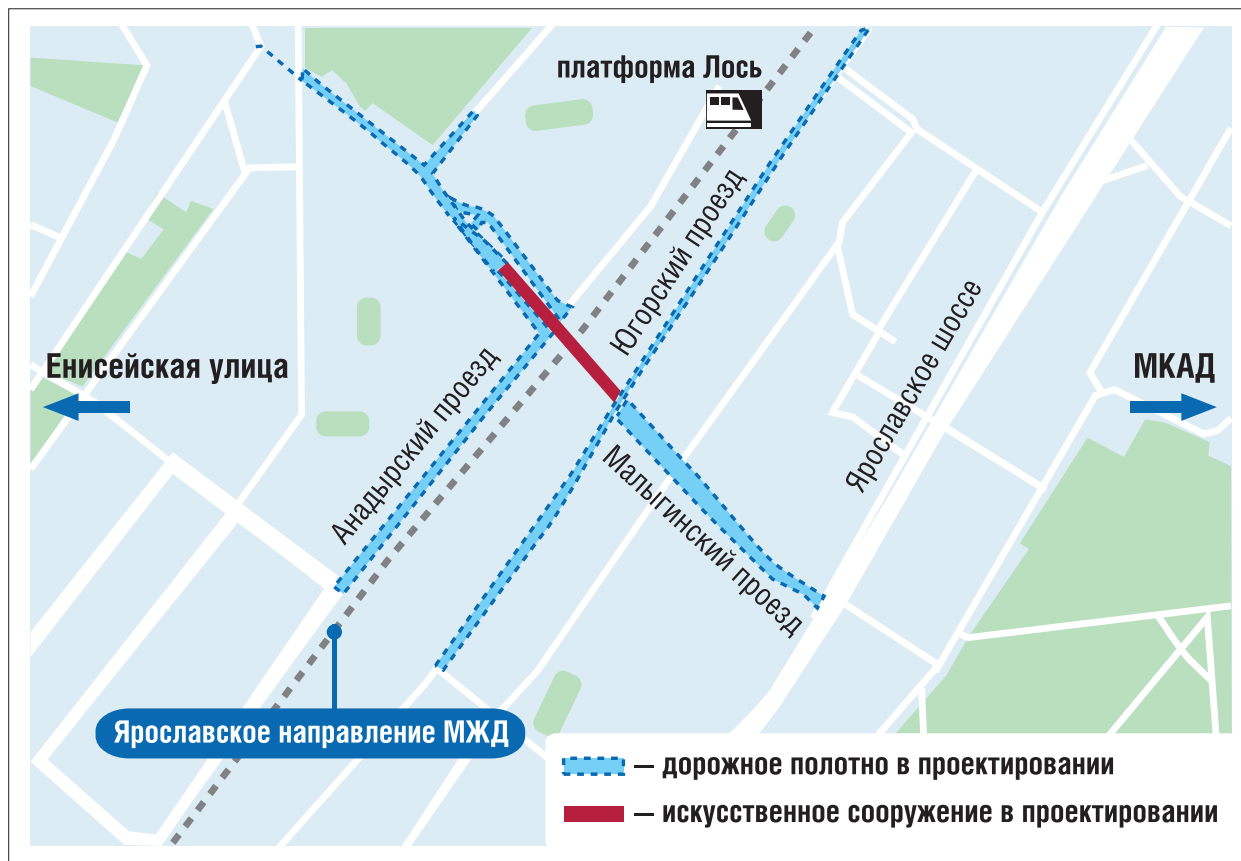 платформа Лось
Югорский проезд
Енисейская улица
МКАД
Анадырский проезд
Ярославское шоссе
Малыгинский проезд
Ярославское направление МЖД
— дорожное полотно в проектировании
— искусственное сооружение в проектировании